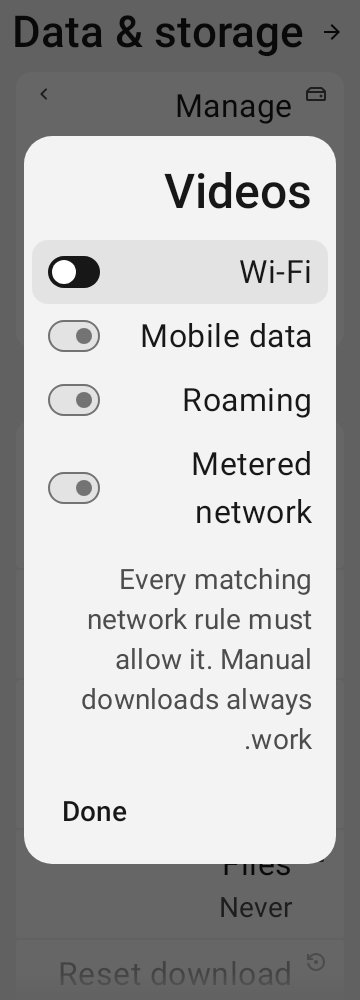 Data & storage
Manage
Videos
Wi-Fi
Mobile data
Roaming
Metered
network
Every matching
network rule must
allow it. Manual
downloads always
.work
Done
Files
Never
Reset download